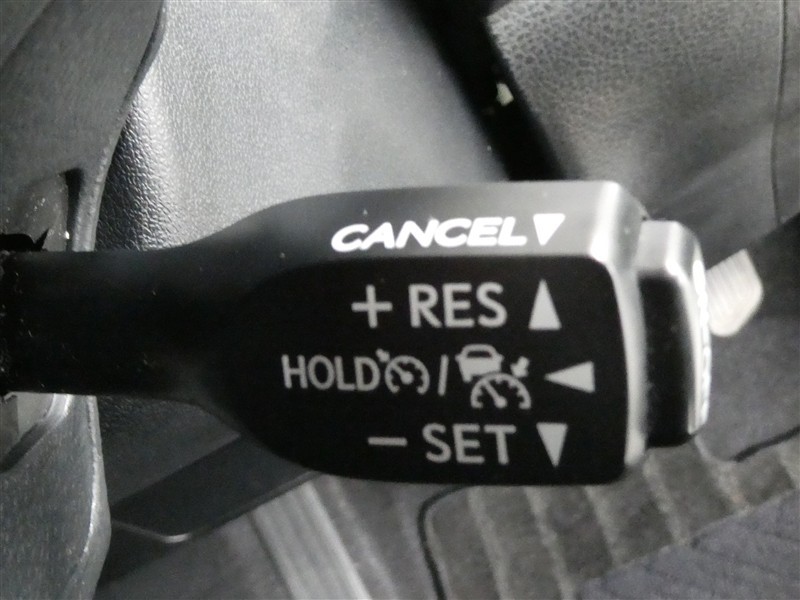 CANCEL▼
+ RES ▲
HOLD / ◀
- SET ▼